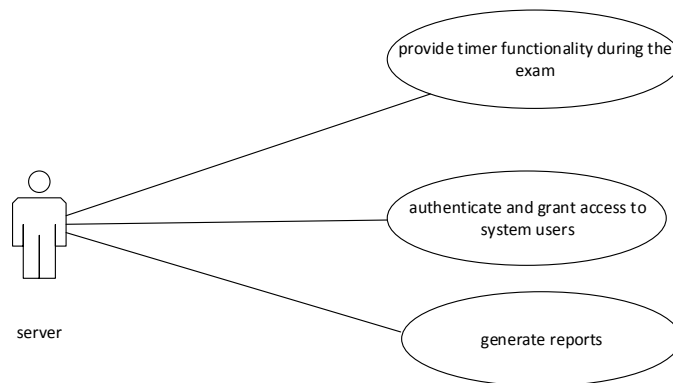 provide timer functionality during the
exam
authenticate and grant access to
system users
server
generate reports